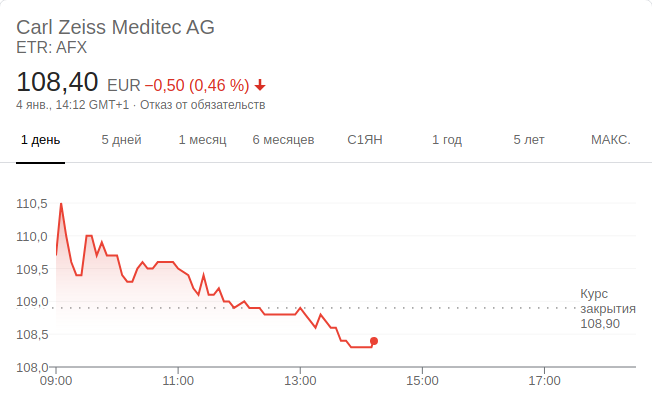 Carl Zeiss Meditec AG
ETR: AFX
108,40 EUR −0,50 (0,46 %)
4 янв., 14:12 GMT+1 · Отказ от обязательств
1 день 5 дней 1 месяц 6 месяцев С1ЯН 1 год 5 лет МАКС.
110,5
110,0
109,5
109,0
Курс
закрытия
108,90
108,5
108,0
09:00 11:00 13:00 15:00 17:00